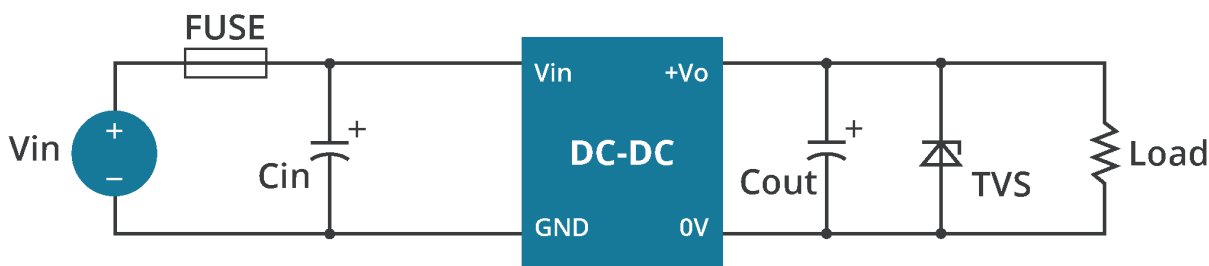 FUSE
Vin
+
−
Cin
+
Vin
+Vo
DC-DC
GND
0V
Cout
+
TVS
Load